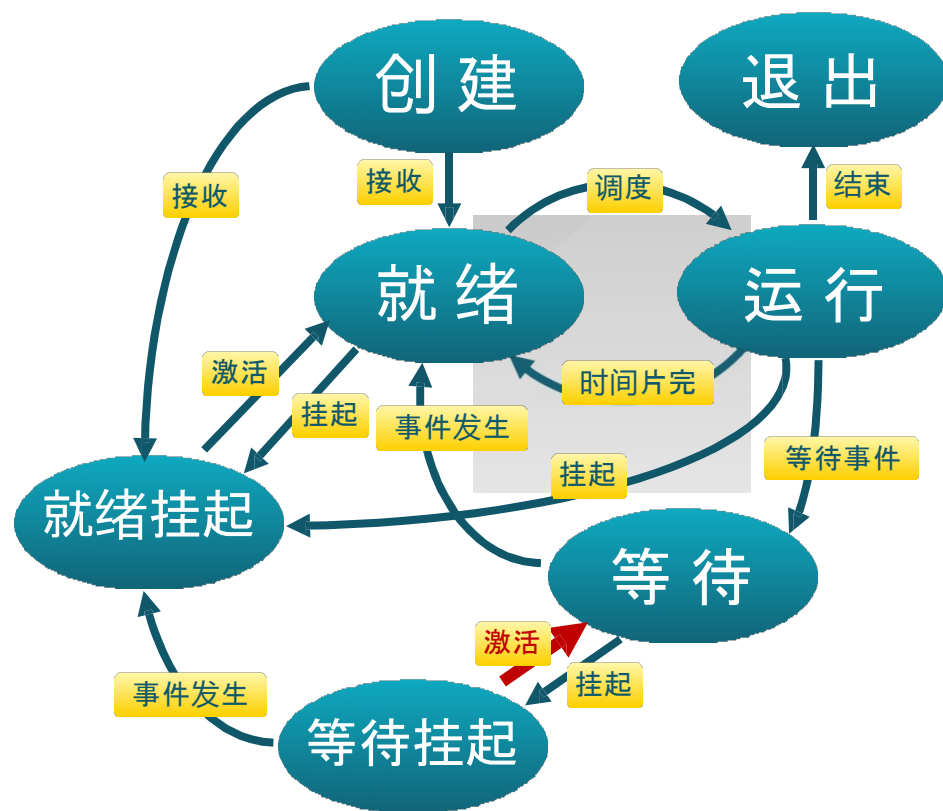 创建
退出
接收
接收
调度
结束
就绪
运行
激活
挂起
时间片完
事件发生
挂起
等待事件
就绪挂起
等待
激活
挂起
事件发生
等待挂起